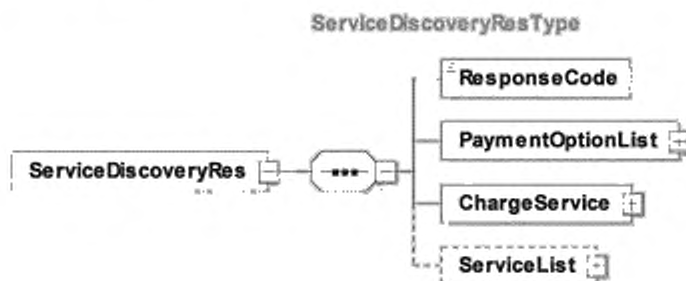 ServiceDiscoveryResType
ResponseCode
PaymentOptionList
ServiceDiscoveryRes
ChargeService
ServiceList